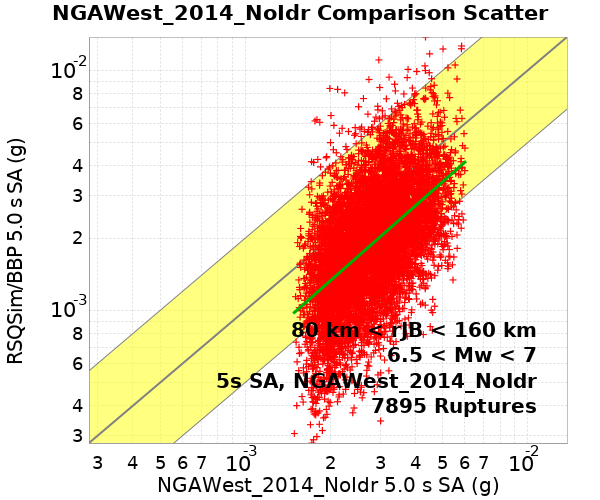 NGAWest_2014_NoIdr Comparison Scatter
10-2
8
6
4
3
2
10-3
8
6
4
3
RSQSim/BBP 5.0 s SA (g)
80 km < rJB < 160 km
6.5 < Mw < 7
5s SA, NGAWest_2014_NoIdr
7895 Ruptures
3 4 5 6 7 10-3 2 3 4 5 6 7 10-2
NGAWest_2014_NoIdr 5.0 s SA (g)